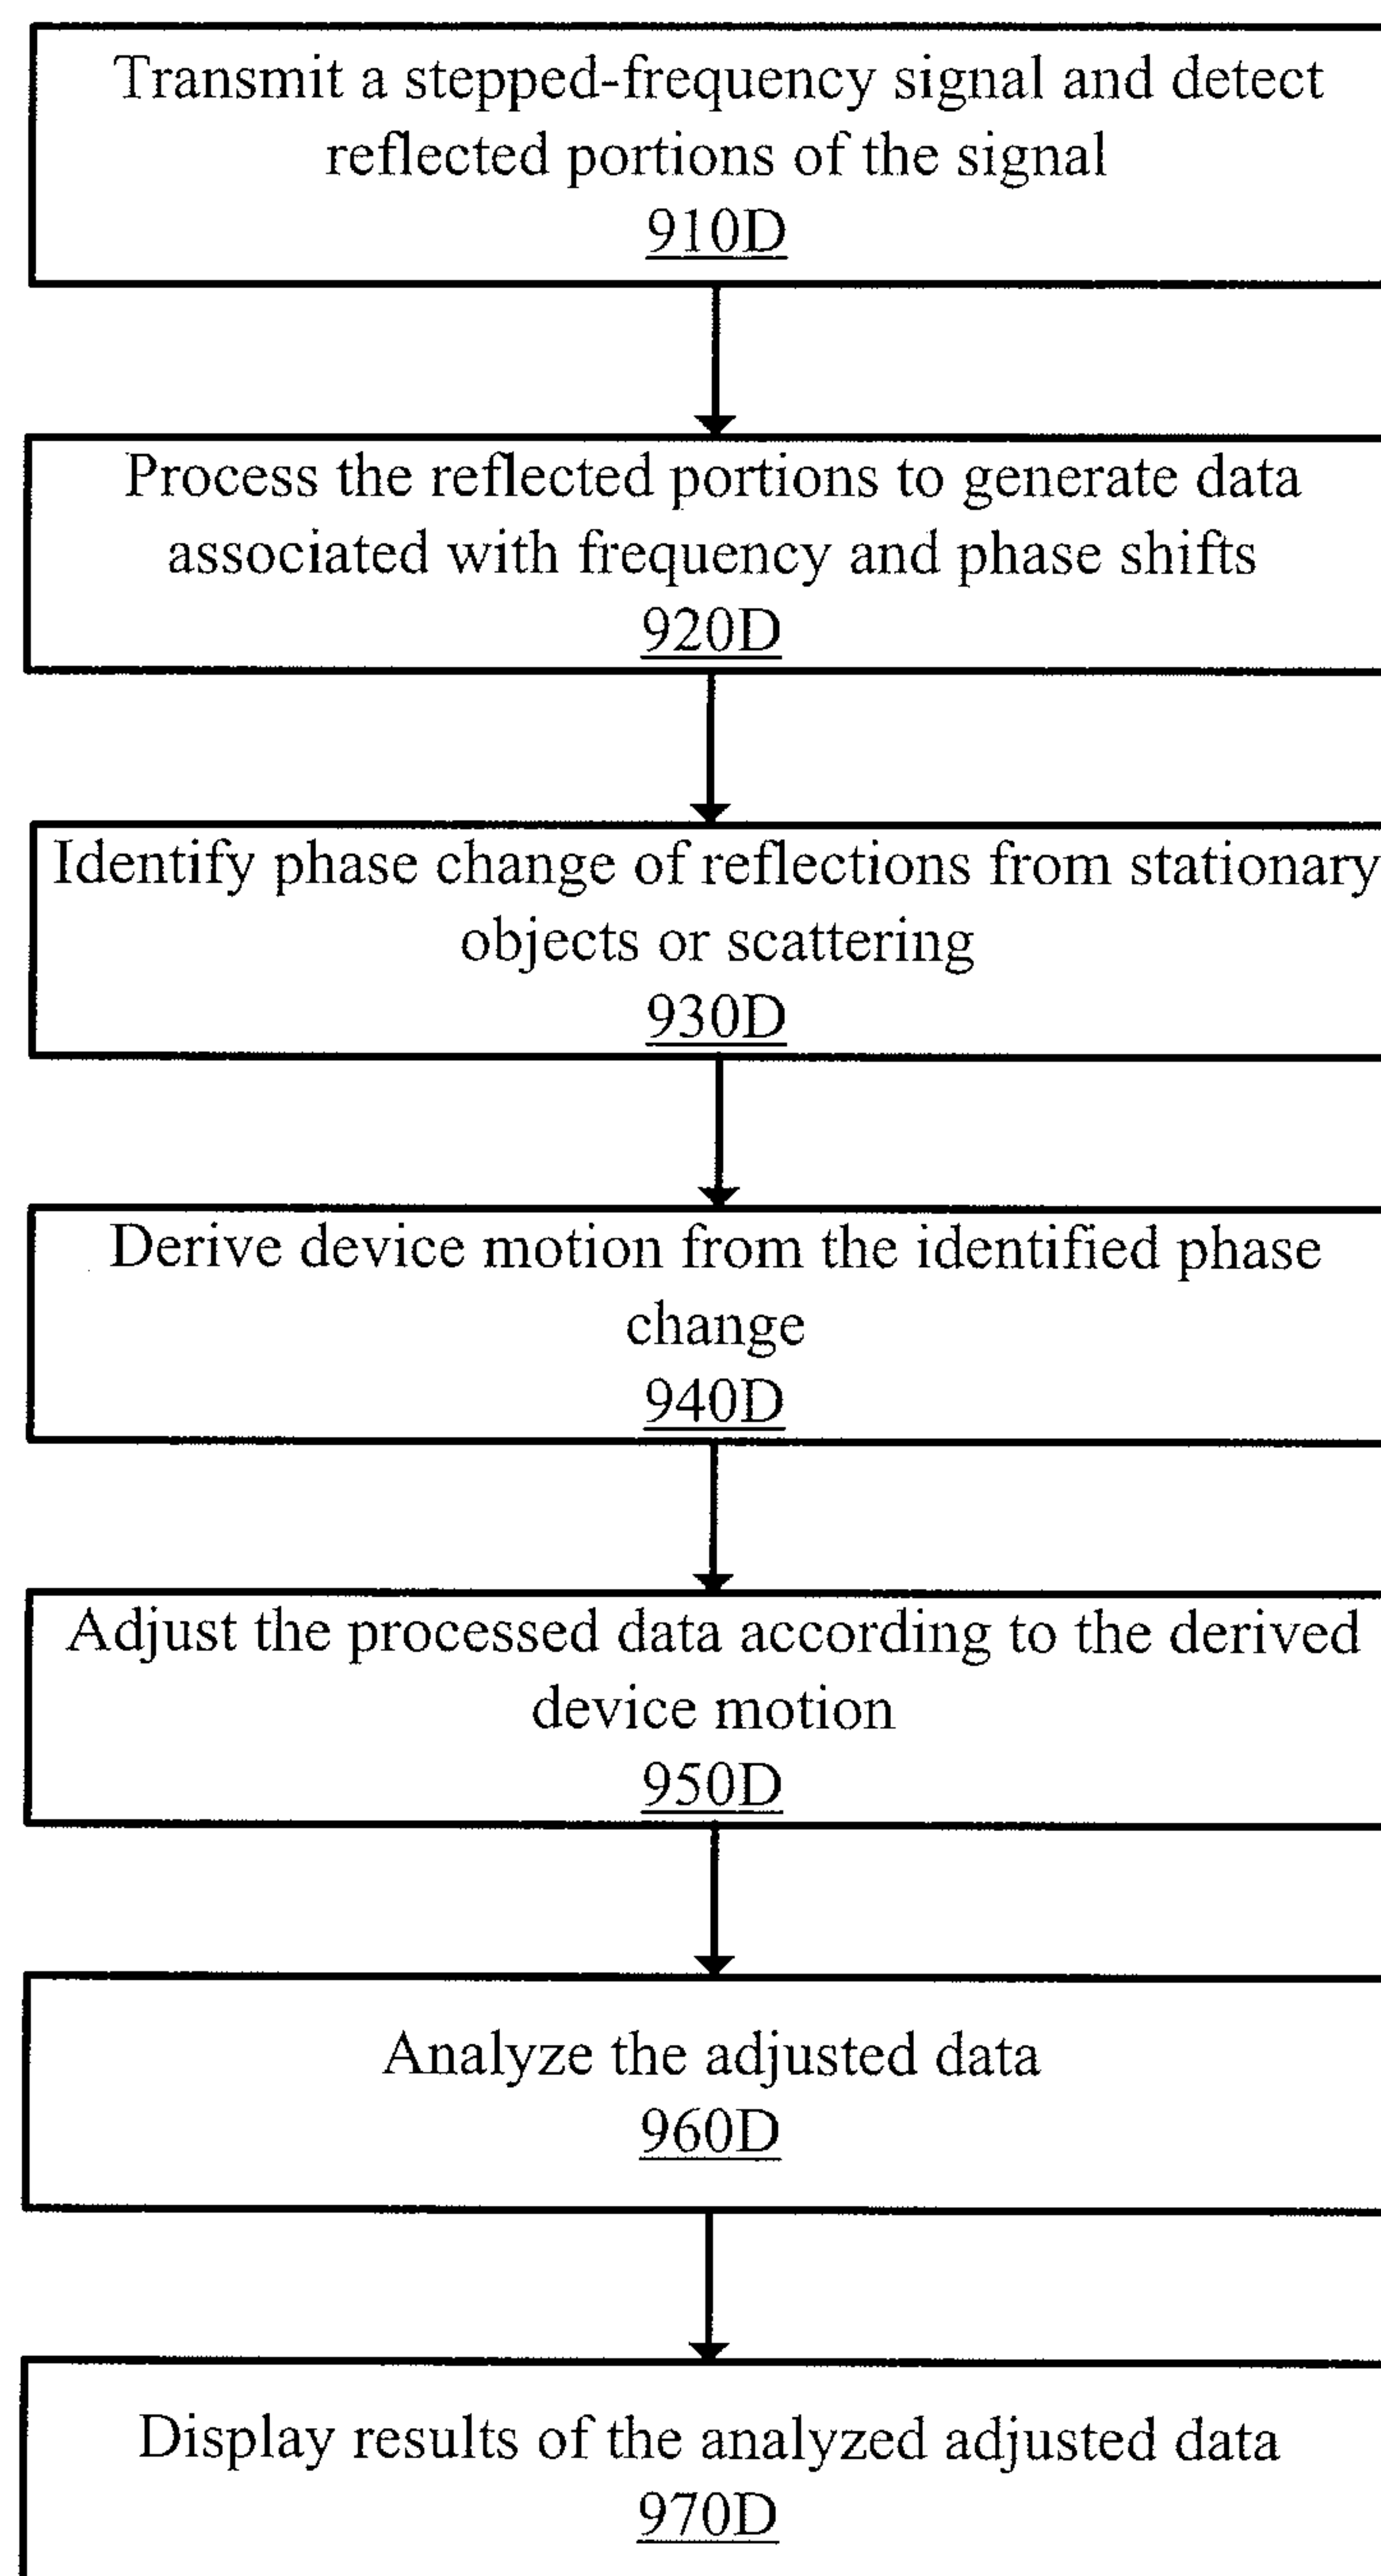 Transmit a stepped-frequency signal and detect
reflected portions of the signal
910D
Process the reflected portions to generate data
associated with frequency and phase shifts
920D
Identify phase change of reflections from stationary
objects or scattering
930D
Derive device motion from the identified phase
change
940D
Adjust the processed data according to the derived
device motion
950D
Analyze the adjusted data
960D
Display results of the analyzed adjusted data
970D